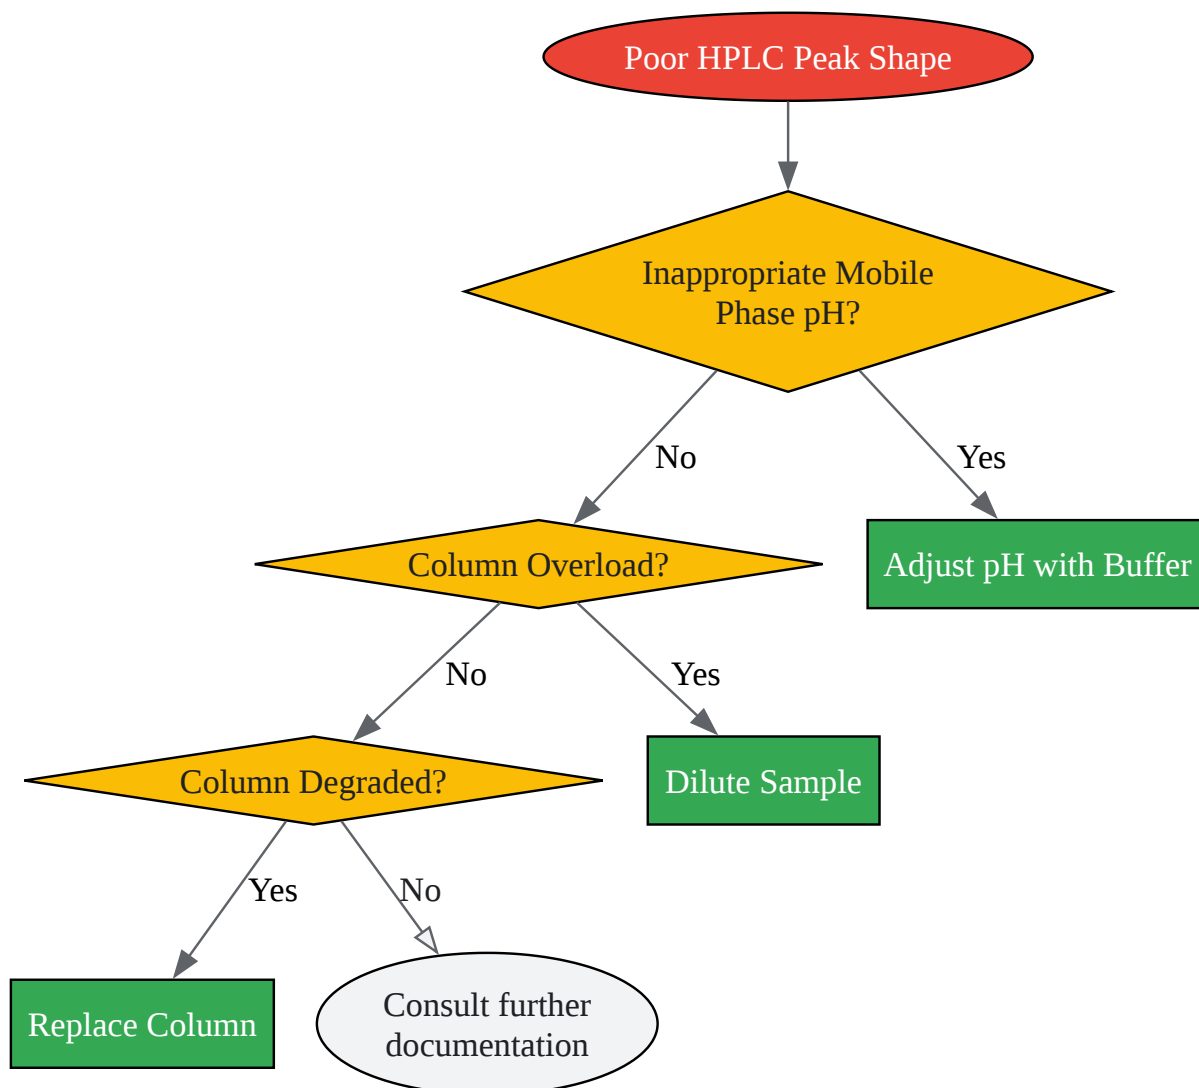 Poor HPLC Peak Shape
Inappropriate Mobile
Phase pH?
No
Yes
Column Overload?
Adjust pH with Buffer
No
Yes
Column Degraded?
Dilute Sample
Yes
No
Replace Column
Consult further
documentation